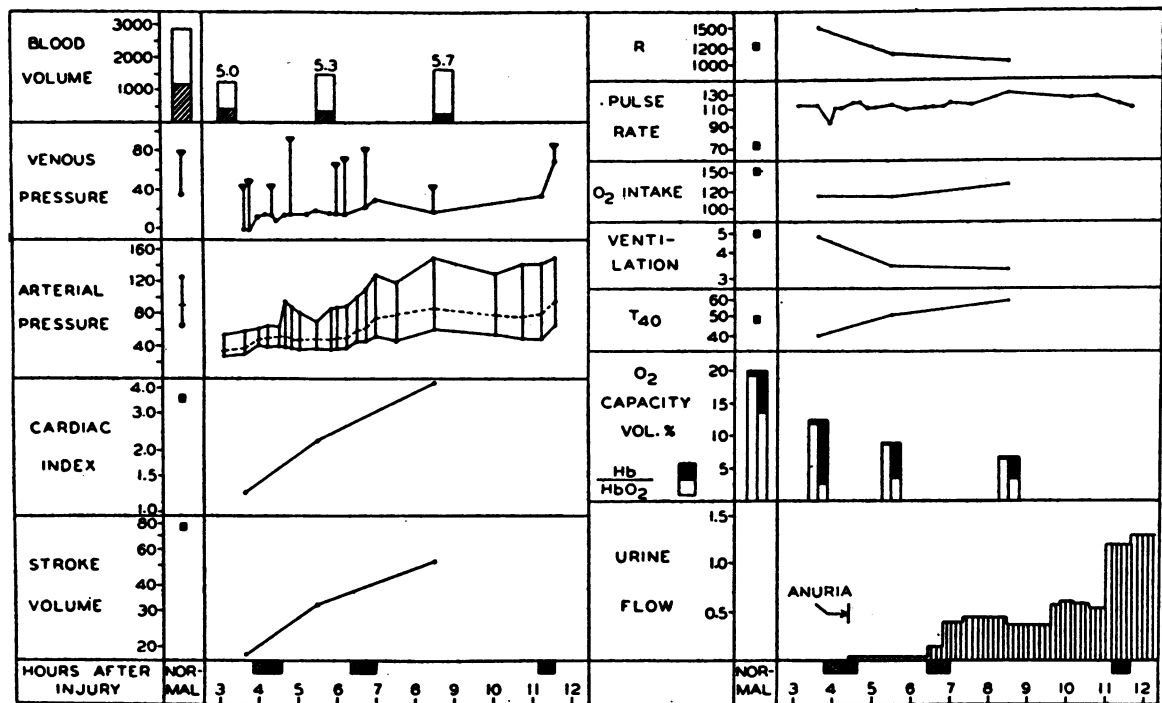 BLOOD
VOLUME
3000
2000
1000
5.0
5.3
5.7
VENOUS
PRESSURE
80
40
0
ARTERIAL
PRESSURE
160
120
80
40
CARDIAC
INDEX
4.0
3.0
2.0
1.5
1.0
STROKE
VOLUME
80
60
40
30
20
HOURS AFTER
INJURY
NOR-
MAL
3 4 5 6 7 8 9 10 11 12
R
1500
1200
1000
PULSE
RATE
130
110
90
70
O2 INTAKE
150
120
100
VENTI-
LATION
5
4
3
T40
60
50
40
O2
CAPACITY
VOL. %
Hb
HbO2
20
15
10
5
URINE
FLOW
1.5
1.0
0.5
ANURIA
NOR-
MAL
3 4 5 6 7 8 9 10 11 12